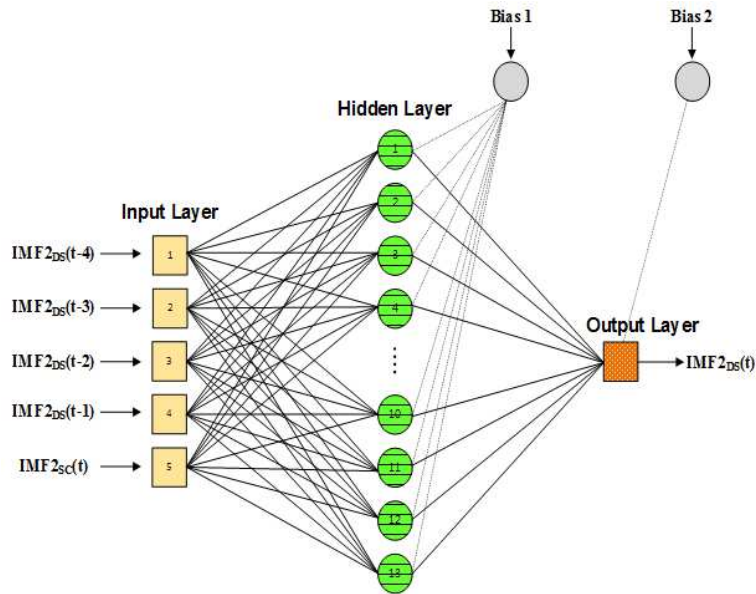 Bias 1
Bias 2
Hidden Layer
1
Input Layer
2
IMF2DS(t-4)
1
3
IMF2DS(t-3)
2
4
Output Layer
IMF2DS(t-2)
3
IMF2DS(t)
IMF2DS(t-1)
4
10
IMF2SC(t)
5
11
12
13